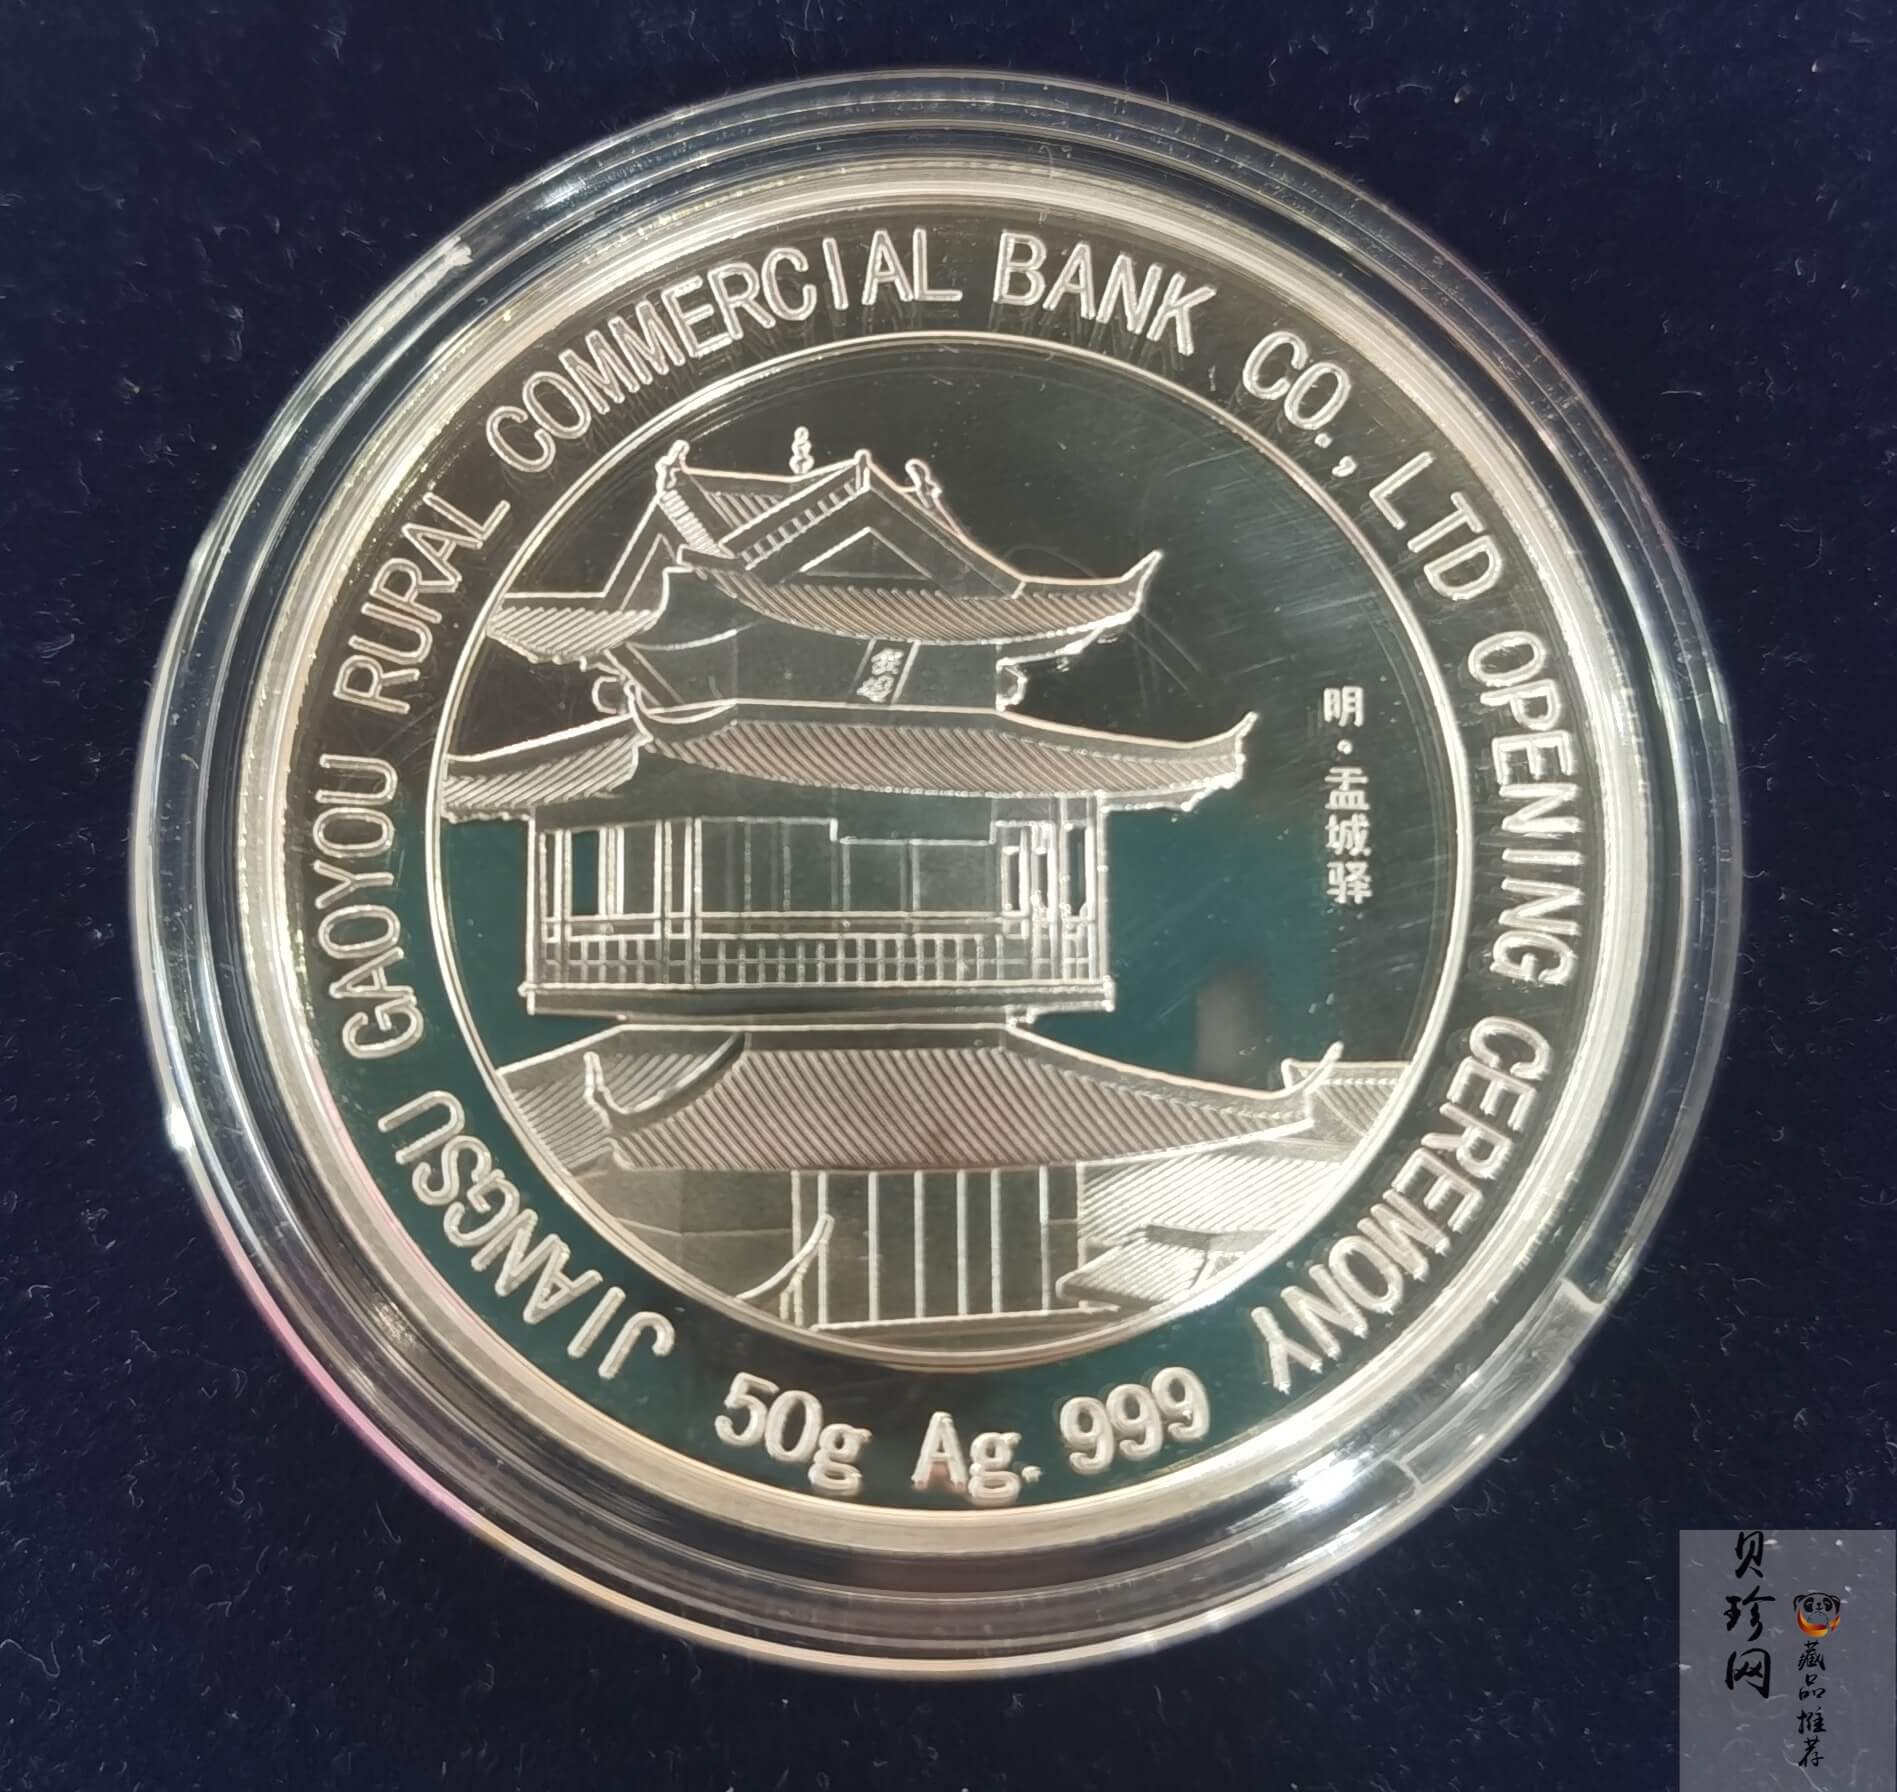 JIANGSU GAOYOU RURAL COMMERCIAL BANK CO., LTD OPENING CEREMONY
明·盂城驿
50g Ag. 999
贝珍网
藏品推荐